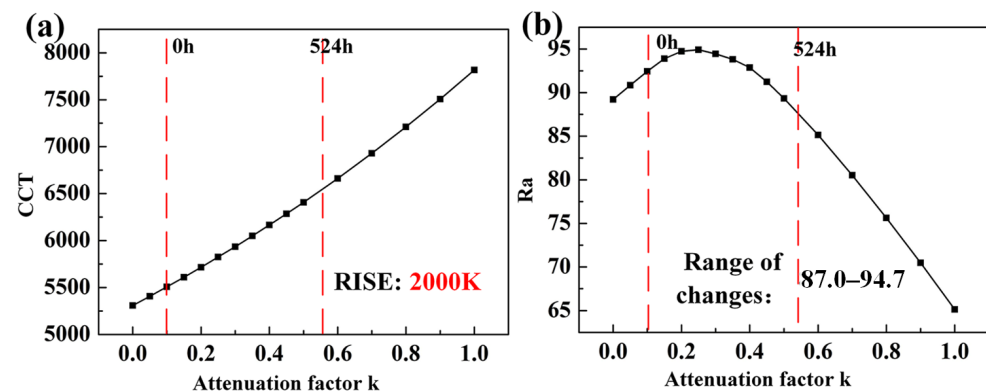 (a)
0h
524h
8000
7500
7000
6500
6000
5500
5000
CCT
RISE: 2000K
0.0 0.2 0.4 0.6 0.8 1.0
Attenuation factor k
(b)
0h
524h
95
90
85
80
75
70
65
Ra
Range of
changes:
87.0–94.7
0.0 0.2 0.4 0.6 0.8 1.0
Attenuation factor k